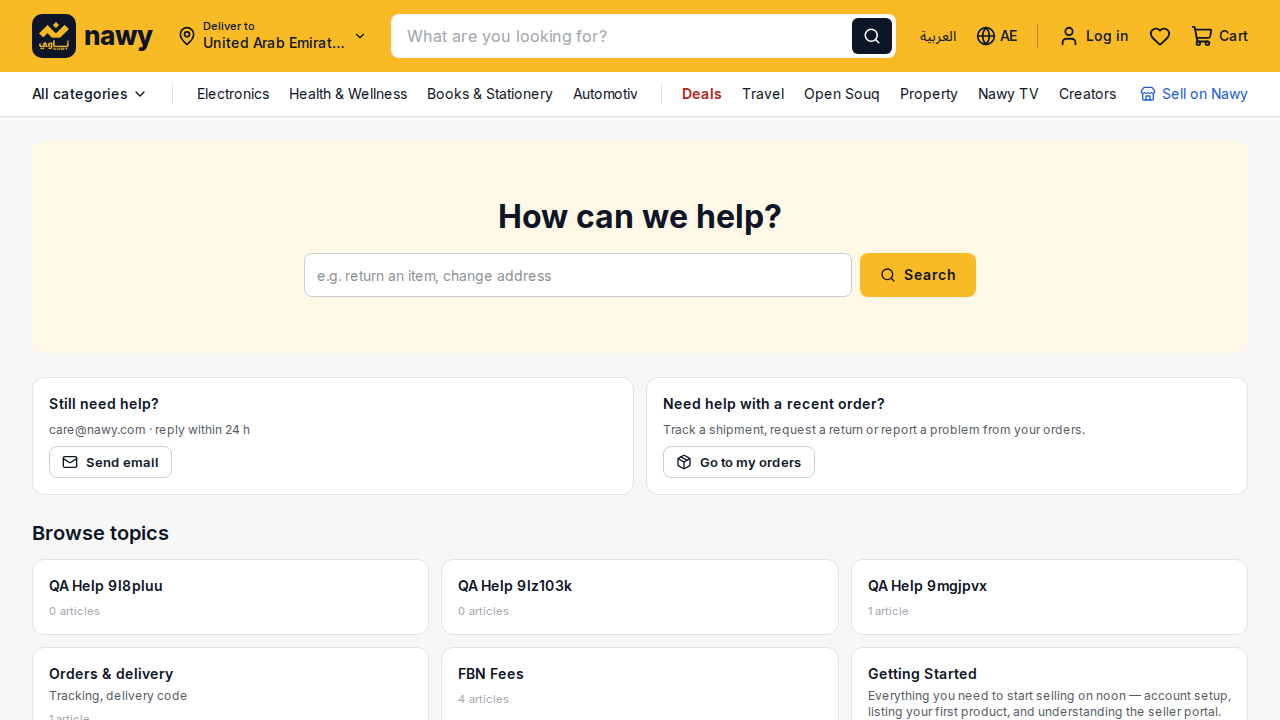 ناوي
NAWY
nawy
Deliver to
United Arab Emirat...
What are you looking for?
العربية
AE
Log in
Cart
All categories
Electronics
Health & Wellness
Books & Stationery
Automotiv
Deals
Travel
Open Souq
Property
Nawy TV
Creators
Sell on Nawy
How can we help?
e.g. return an item, change address
Search
Still need help?
care@nawy.com · reply within 24 h
Send email
Need help with a recent order?
Track a shipment, request a return or report a problem from your orders.
Go to my orders
Browse topics
QA Help 9l8pluu
0 articles
QA Help 9lz103k
0 articles
QA Help 9mgjpvx
1 article
Orders & delivery
Tracking, delivery code
1 article
FBN Fees
4 articles
Getting Started
Everything you need to start selling on noon — account setup,
listing your first product, and understanding the seller portal.